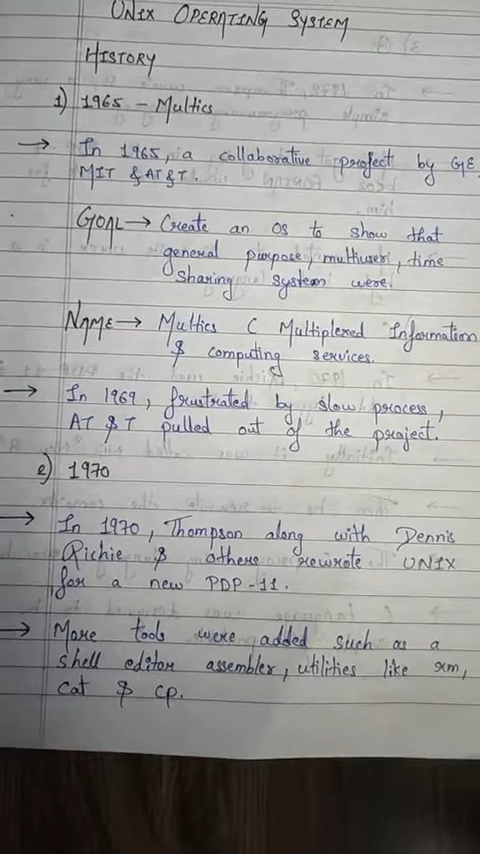 UNIX OPERATING SYSTEM
HISTORY
1) 1965 - Multics
→ In 1965, a collaborative project by GE,
MIT & AT&T.
GOAL → Create an OS to show that
general purpose, multiuser, time
sharing system were.
NAME → Multics ( Multiplexed Information
& computing services.
→ In 1969, frustrated by slow process,
AT & T pulled out of the project.
2) 1970
→ In 1970, Thompson along with Dennis
Richie & others rewrote UNIX
for a new PDP-11.
→ More tools were added such as a
shell editor assembler, utilities like rm,
cat & cp.